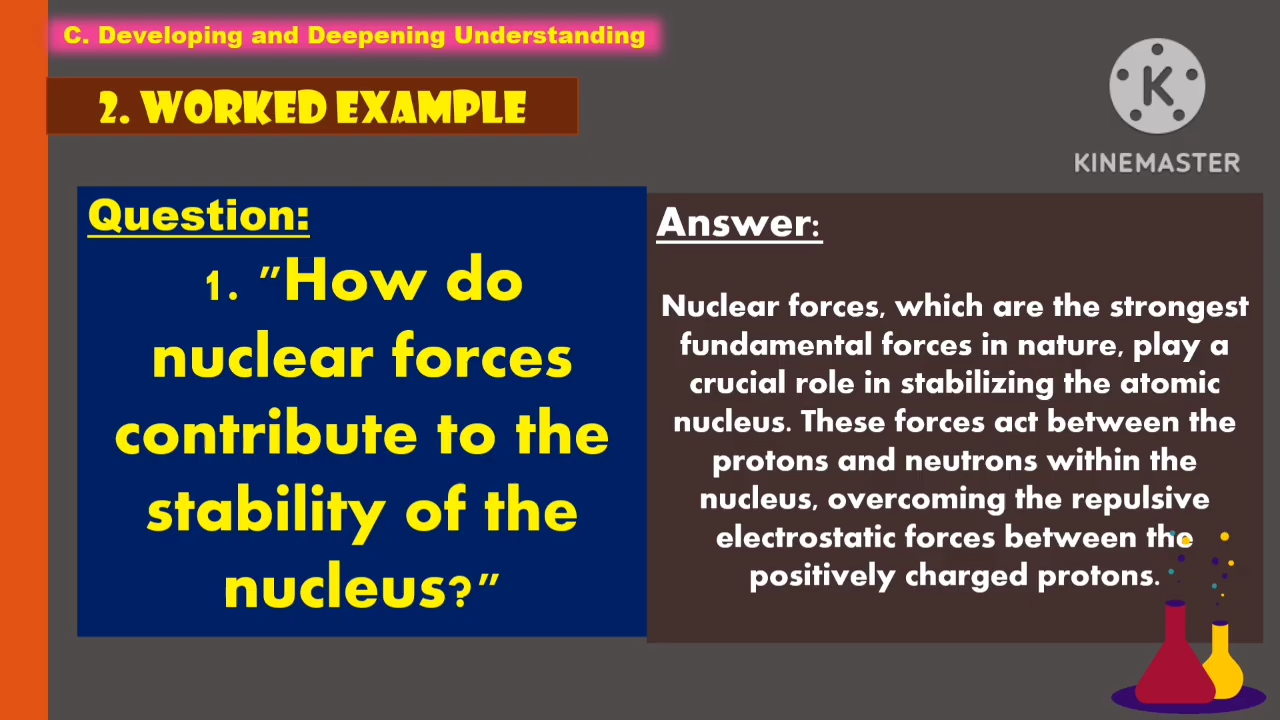 C. Developing and Deepening Understanding
2. WORKED EXAMPLE
K
KINEMASTER
Question:
1. "How do
nuclear forces
contribute to the
stability of the
nucleus?"
Answer:
Nuclear forces, which are the strongest
fundamental forces in nature, play a
crucial role in stabilizing the atomic
nucleus. These forces act between the
protons and neutrons within the
nucleus, overcoming the repulsive
electrostatic forces between the
positively charged protons.